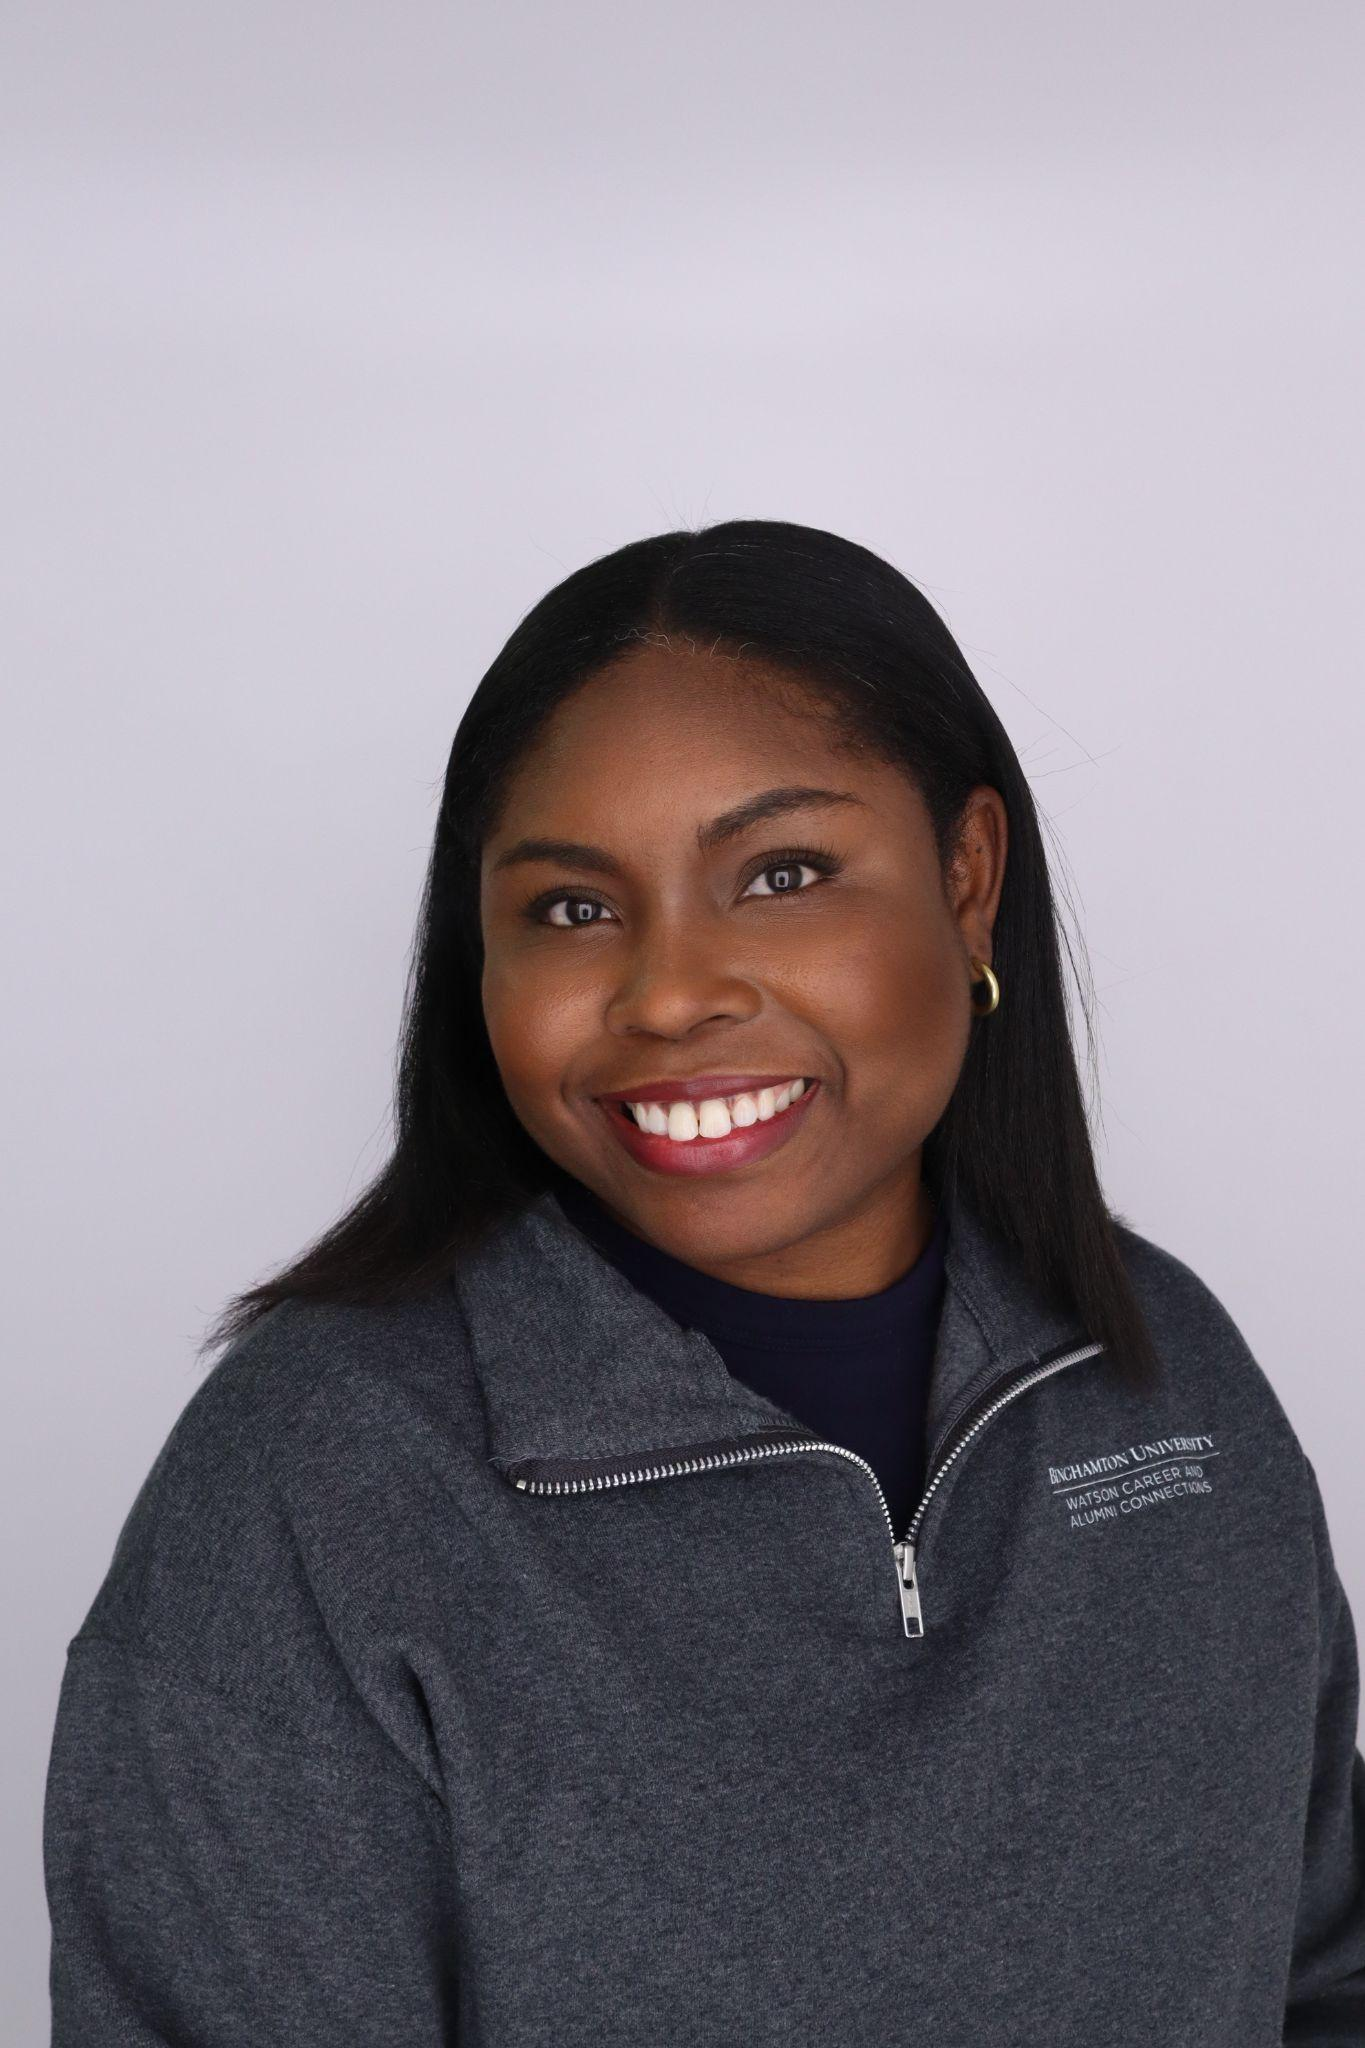 BINGHAMTON UNIVERSITY
WATSON CAREER AND
ALUMNI CONNECTIONS